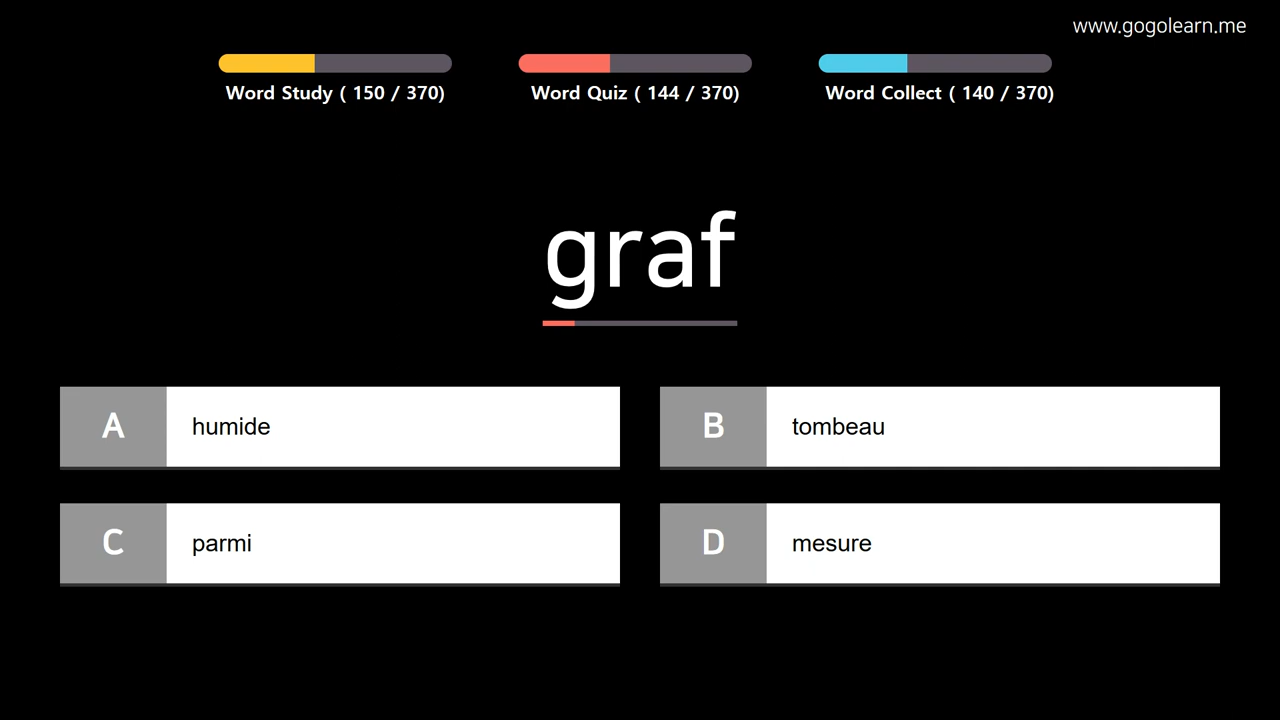 www.gogolearn.me
Word Study ( 150 / 370)
Word Quiz ( 144 / 370)
Word Collect ( 140 / 370)
graf
A humide
B tombeau
C parmi
D mesure